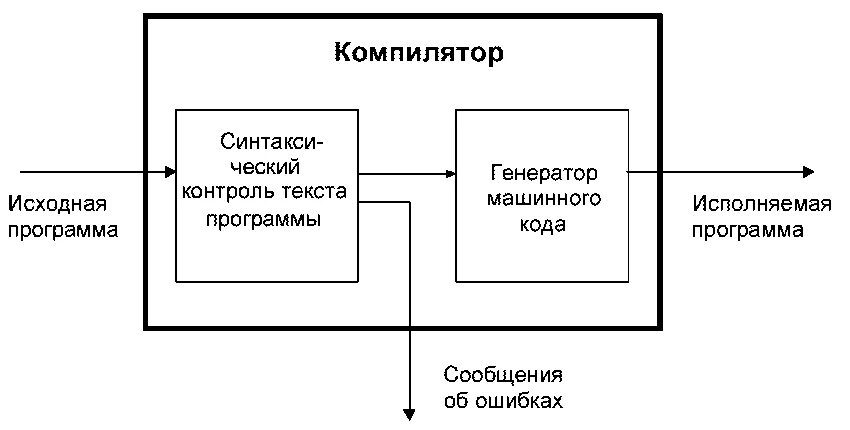 Компилятор
Синтакси-
ческий
контроль текста
программы
Генератор
машинного
кода
Исходная
программа
Исполняемая
программа
Сообщения
об ошибках